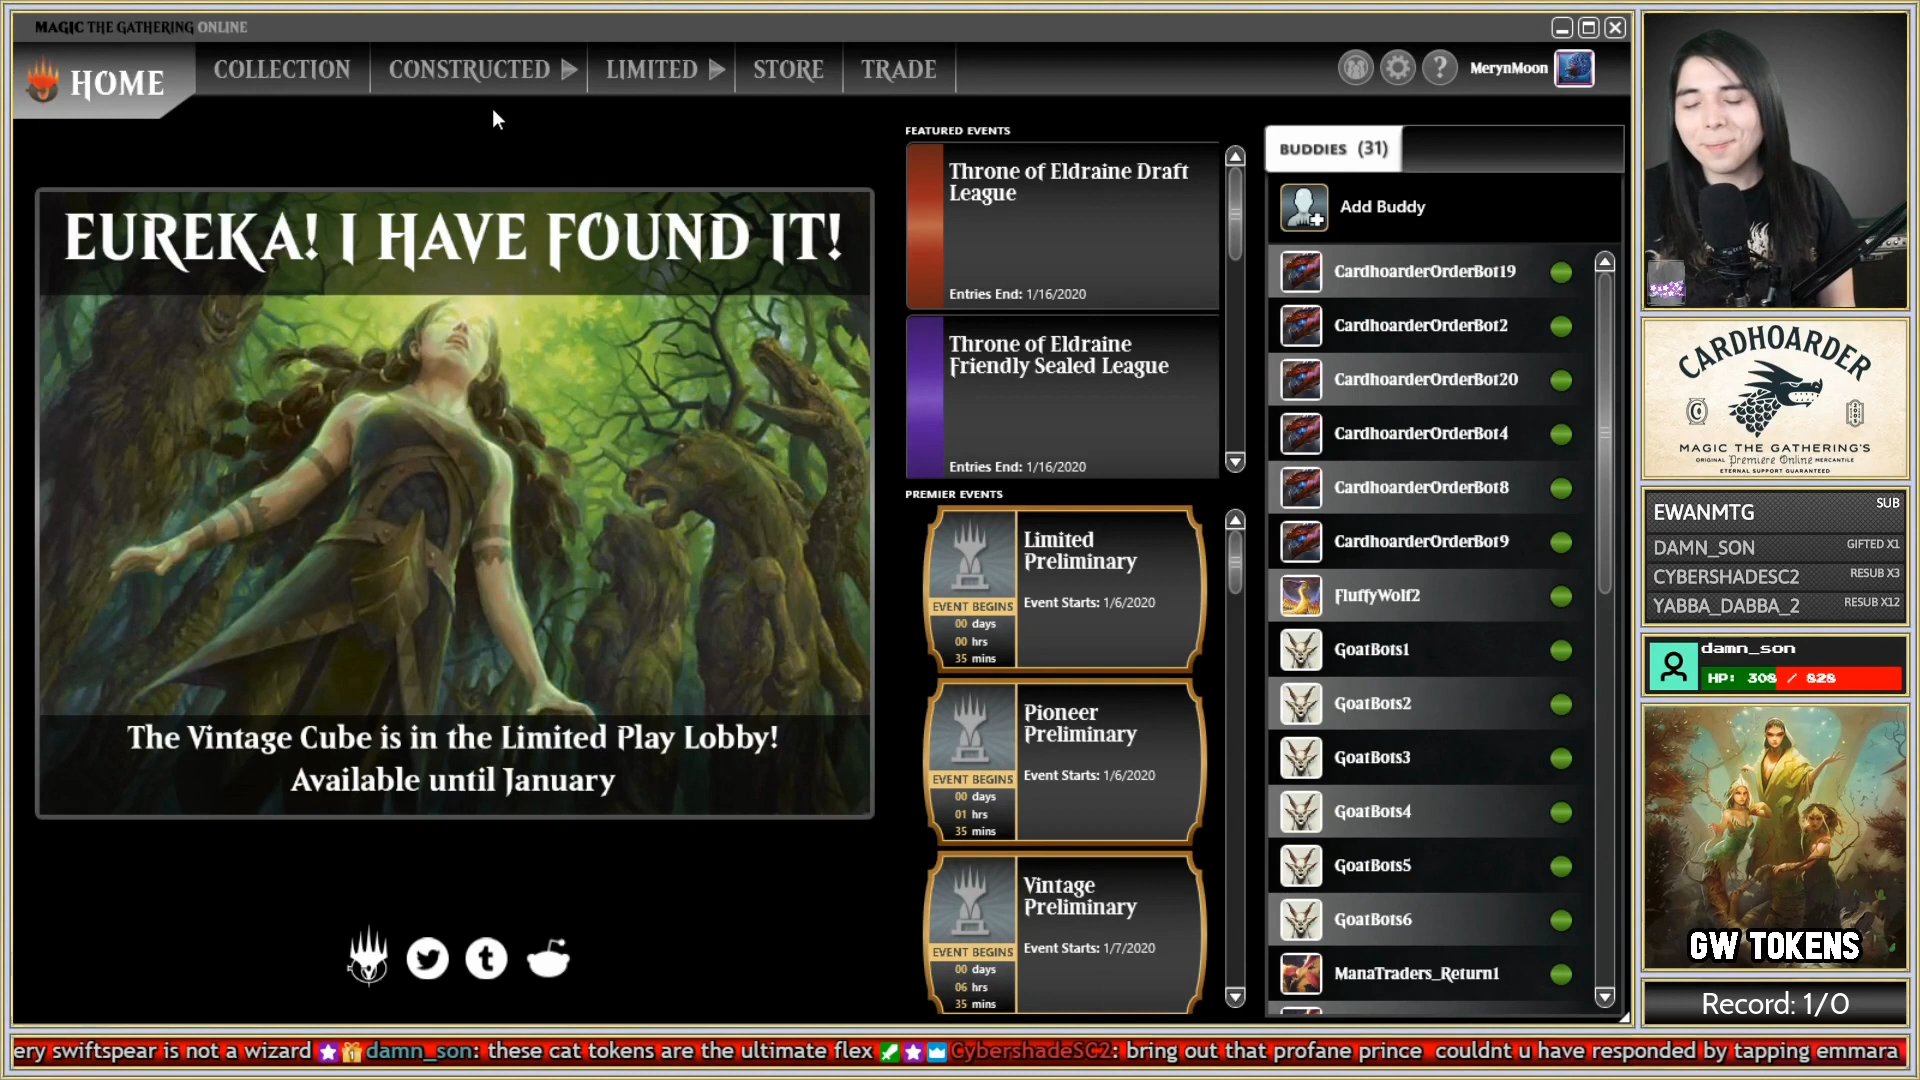 MAGIC THE GATHERING ONLINE
HOME
COLLECTION
CONSTRUCTED
LIMITED
STORE
TRADE
MerynMoon
EUREKA! I HAVE FOUND IT!
The Vintage Cube is in the Limited Play Lobby!
Available until January
FEATURED EVENTS
Throne of Eldraine Draft
League
Entries End: 1/16/2020
Throne of Eldraine
Friendly Sealed League
Entries End: 1/16/2020
PREMIER EVENTS
Limited
Preliminary
Event Starts: 1/6/2020
EVENT BEGINS
00 days
00 hrs
35 mins
Pioneer
Preliminary
Event Starts: 1/6/2020
EVENT BEGINS
00 days
01 hrs
35 mins
Vintage
Preliminary
Event Starts: 1/7/2020
EVENT BEGINS
00 days
06 hrs
35 mins
BUDDIES (31)
Add Buddy
CardhoarderOrderBot19
CardhoarderOrderBot2
CardhoarderOrderBot20
CardhoarderOrderBot4
CardhoarderOrderBot8
CardhoarderOrderBot9
FluffyWolf2
GoatBots1
GoatBots2
GoatBots3
GoatBots4
GoatBots5
GoatBots6
ManaTraders_Return1
CARDHOARDER
MAGIC THE GATHERING'S
ORIGINAL Premiere Online MERCANTILE
ETERNAL SUPPORT GUARANTEED
EWANMTG SUB
DAMN_SON GIFTED X1
CYBERSHADESC2 RESUB X3
YABBA_DABBA_2 RESUB X12
damn_son
HP: 308 / 828
GW TOKENS
Record: 1/0
ery swiftspear is not a wizard damn_son: these cat tokens are the ultimate flex CybershadeSC2: bring out that profane prince couldnt u have responded by tapping emmara